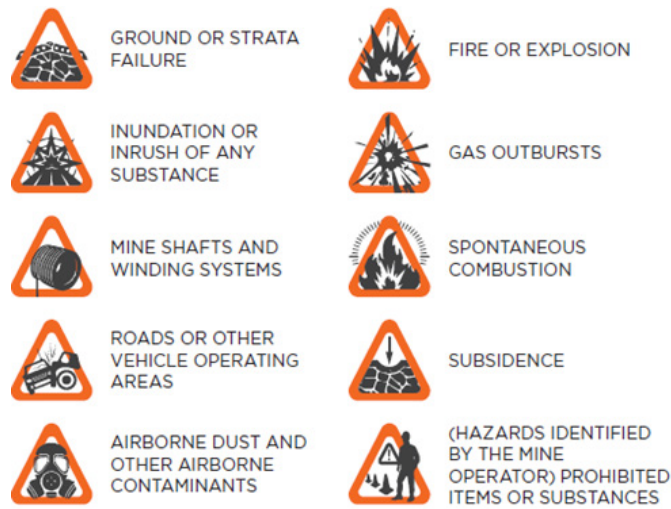 GROUND OR STRATA
FAILURE
FIRE OR EXPLOSION
INUNDATION OR
INRUSH OF ANY
SUBSTANCE
GAS OUTBURSTS
MINE SHAFTS AND
WINDING SYSTEMS
SPONTANEOUS
COMBUSTION
ROADS OR OTHER
VEHICLE OPERATING
AREAS
SUBSIDENCE
AIRBORNE DUST AND
OTHER AIRBORNE
CONTAMINANTS
(HAZARDS IDENTIFIED
BY THE MINE
OPERATOR) PROHIBITED
ITEMS OR SUBSTANCES